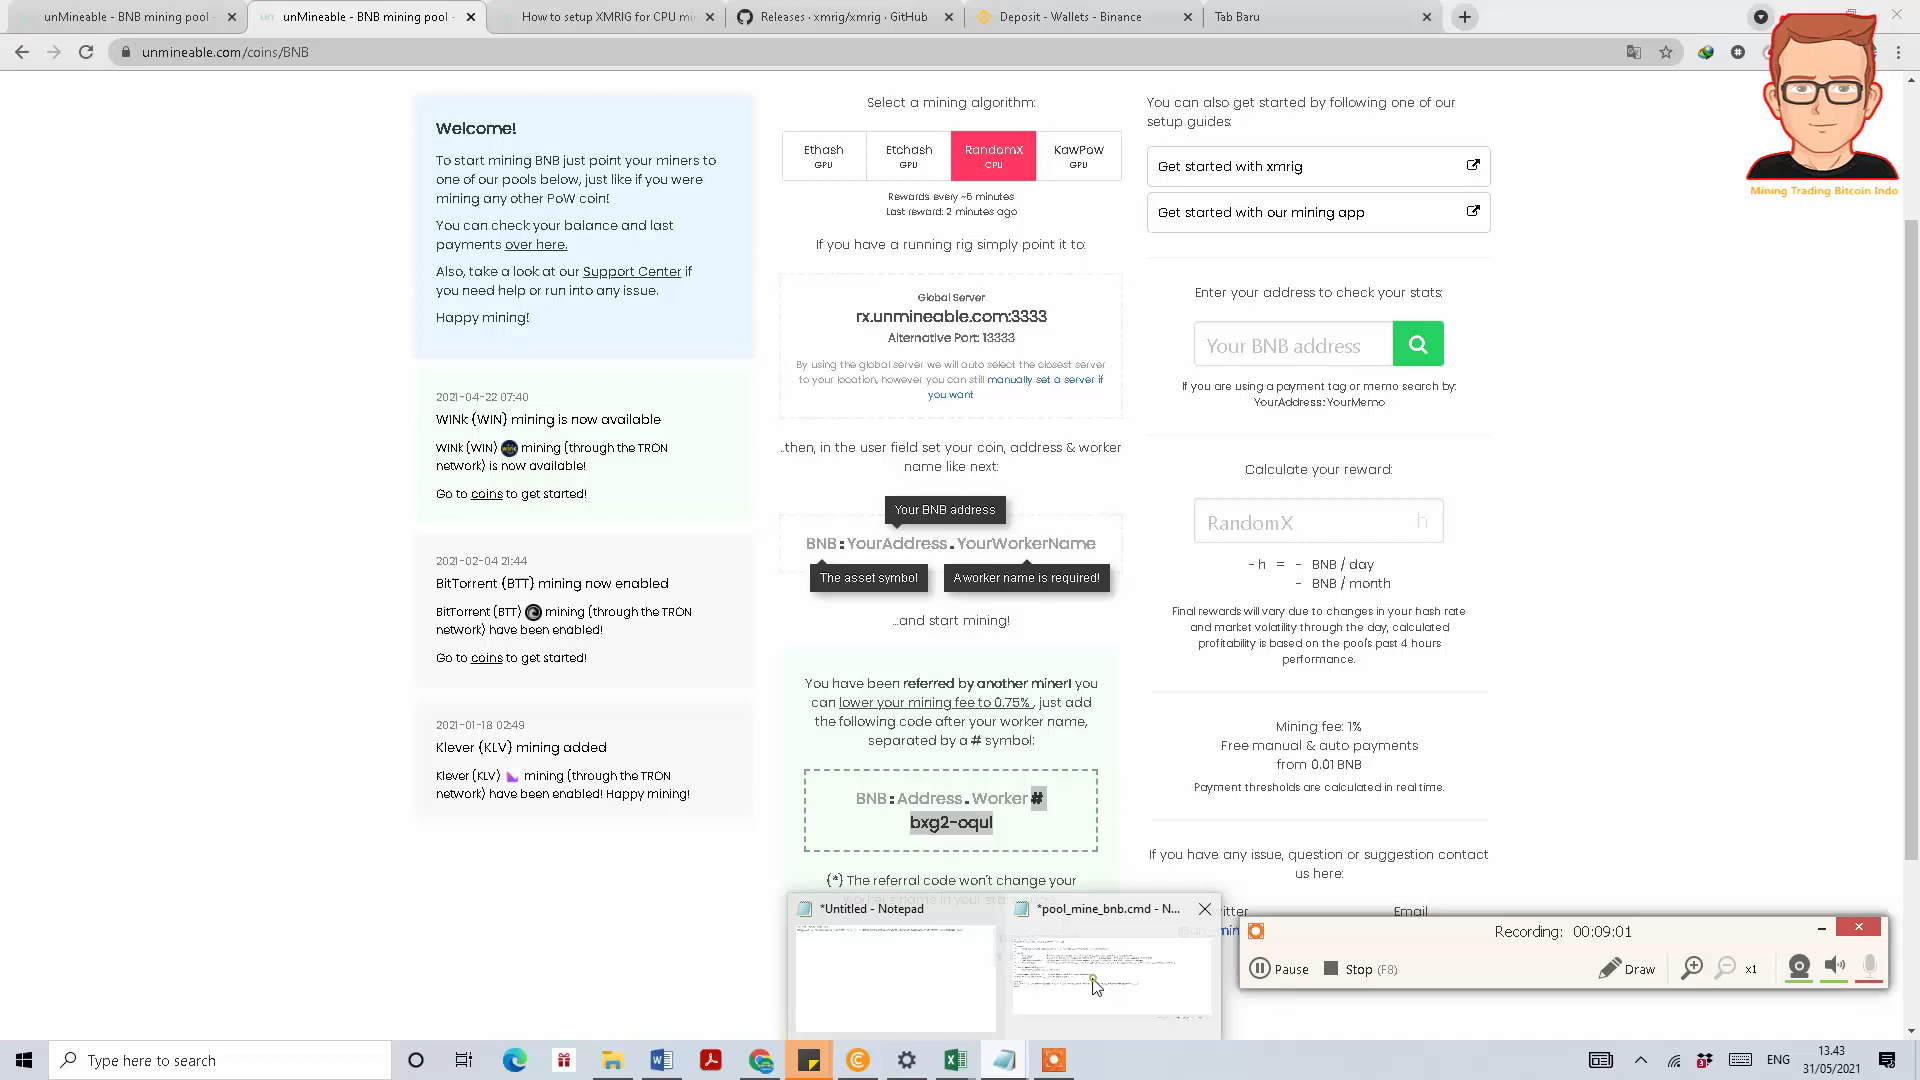 unMineable - BNB mining pool -
unMineable - BNB mining pool -
How to setup XMRIG for CPU mi
Releases · xmrig/xmrig · GitHub
Deposit - Wallets - Binance
Tab Baru
unmineable.com/coins/BNB
Mining Trading Bitcoin Indo
Welcome!
To start mining BNB just point your miners to
one of our pools below, just like if you were
mining any other PoW coin!
You can check your balance and last
payments over here.
Also, take a look at our Support Center if
you need help or run into any issue.
Happy mining!
2021-04-22 07:40
WINk (WIN) mining is now available
WINk (WIN) mining (through the TRON
network) is now available!
Go to coins to get started!
2021-02-04 21:44
BitTorrent (BTT) mining now enabled
BitTorrent (BTT) mining (through the TRON
network) have been enabled!
Go to coins to get started!
2021-01-18 02:49
Klever (KLV) mining added
Klever (KLV) mining (through the TRON
network) have been enabled! Happy mining!
Select a mining algorithm:
Ethash
GPU
Etchash
GPU
RandomX
CPU
KawPow
GPU
Rewards every ~5 minutes
Last reward: 2 minutes ago
If you have a running rig simply point it to:
Global Server
rx.unmineable.com:3333
Alternative Port: 13333
By using the global server we will auto select the closest server
to your location, however you can still manually set a server if
you want
..then, in the user field set your coin, address & worker
name like next:
Your BNB address
BNB:YourAddress.YourWorkerName
The asset symbol
A worker name is required!
...and start mining!
You have been referred by another miner! you
can lower your mining fee to 0.75% , just add
the following code after your worker name,
separated by a # symbol:
BNB:Address.Worker#
bxg2-oqul
(*) The referral code won't change your
You can also get started by following one of our
setup guides:
Get started with xmrig
Get started with our mining app
Enter your address to check your stats:
Your BNB address
If you are using a payment tag or memo search by:
YourAddress:YourMemo
Calculate your reward:
RandomX h
- h = - BNB / day
- BNB / month
Final rewards will vary due to changes in your hash rate
and market volatility through the day, calculated
profitability is based on the pool's past 4 hours
performance.
Mining fee: 1%
Free manual & auto payments
from 0.01 BNB
Payment thresholds are calculated in real time.
If you have any issue, question or suggestion contact
us here:
Email
*Untitled - Notepad
*pool_mine_bnb.cmd - N...
Recording: 00:09:01
Pause
Stop (F8)
Draw
x1
Type here to search
ENG
13.43
31/05/2021